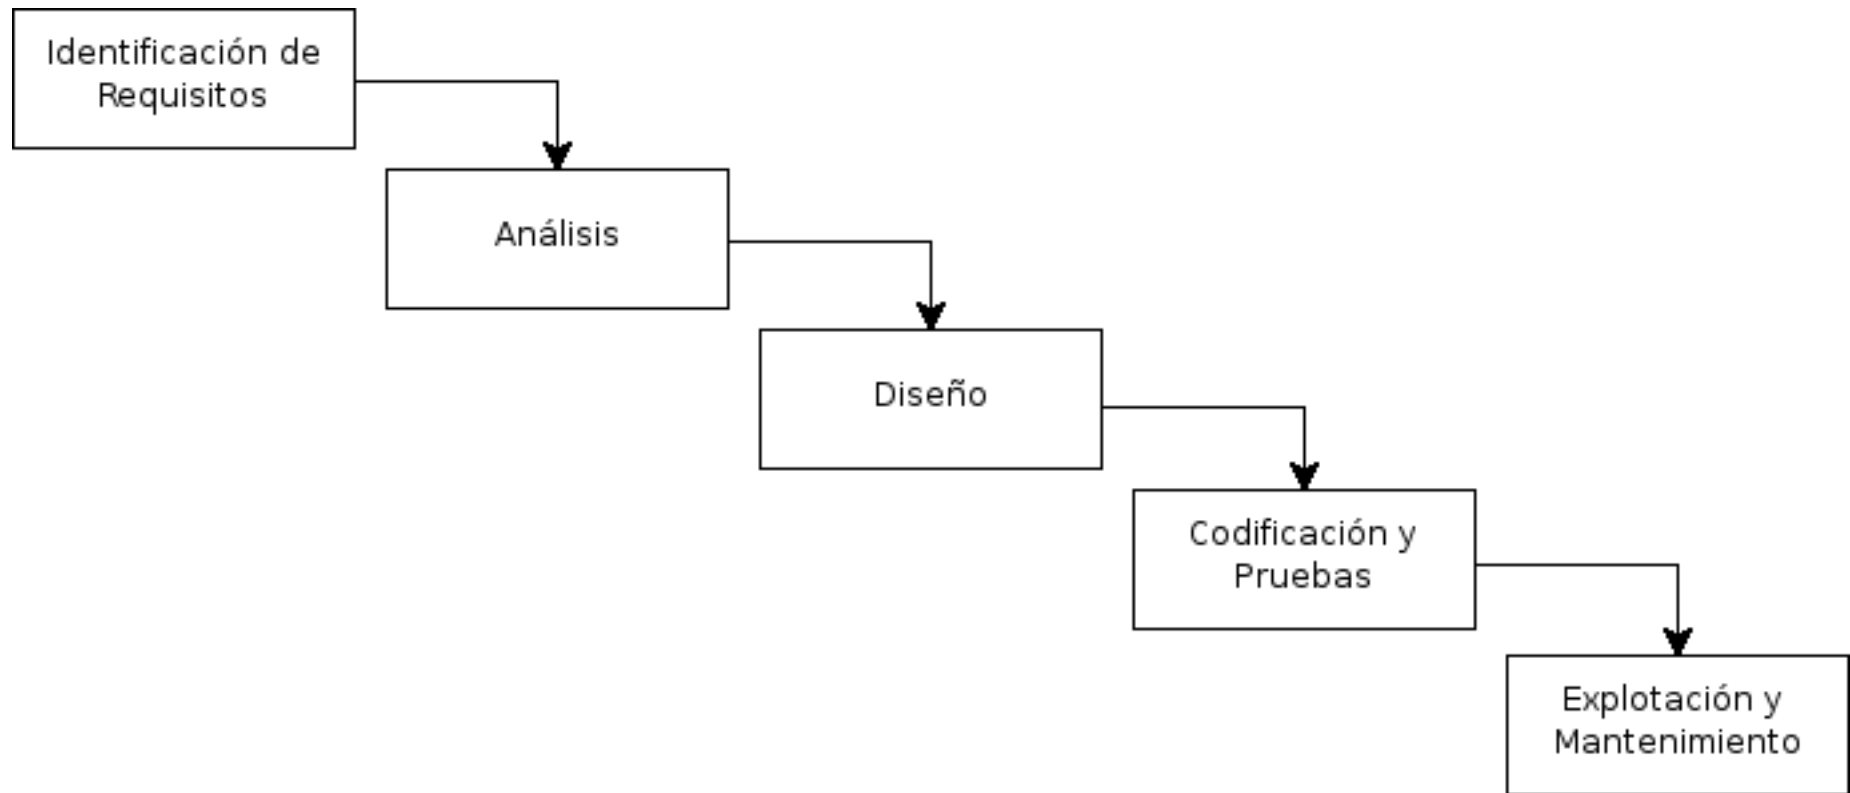 Identificación de
Requisitos
Análisis
Diseño
Codificación y
Pruebas
Explotación y
Mantenimiento